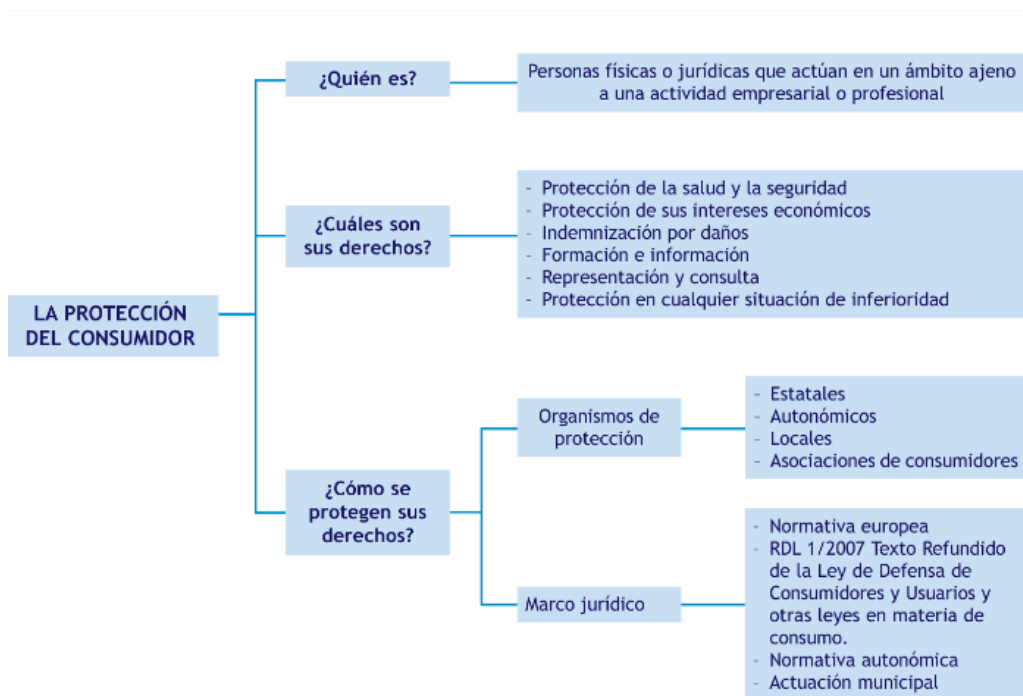 LA PROTECCIÓN
DEL CONSUMIDOR
¿Quién es?
Personas físicas o jurídicas que actúan en un ámbito ajeno
a una actividad empresarial o profesional
¿Cuáles son
sus derechos?
- Protección de la salud y la seguridad
- Protección de sus intereses económicos
- Indemnización por daños
- Formación e información
- Representación y consulta
- Protección en cualquier situación de inferioridad
¿Cómo se
protegen sus
derechos?
Organismos de
protección
- Estatales
- Autonómicos
- Locales
- Asociaciones de consumidores
Marco jurídico
- Normativa europea
- RDL 1/2007 Texto Refundido
de la Ley de Defensa de
Consumidores y Usuarios y
otras leyes en materia de
consumo.
- Normativa autonómica
- Actuación municipal